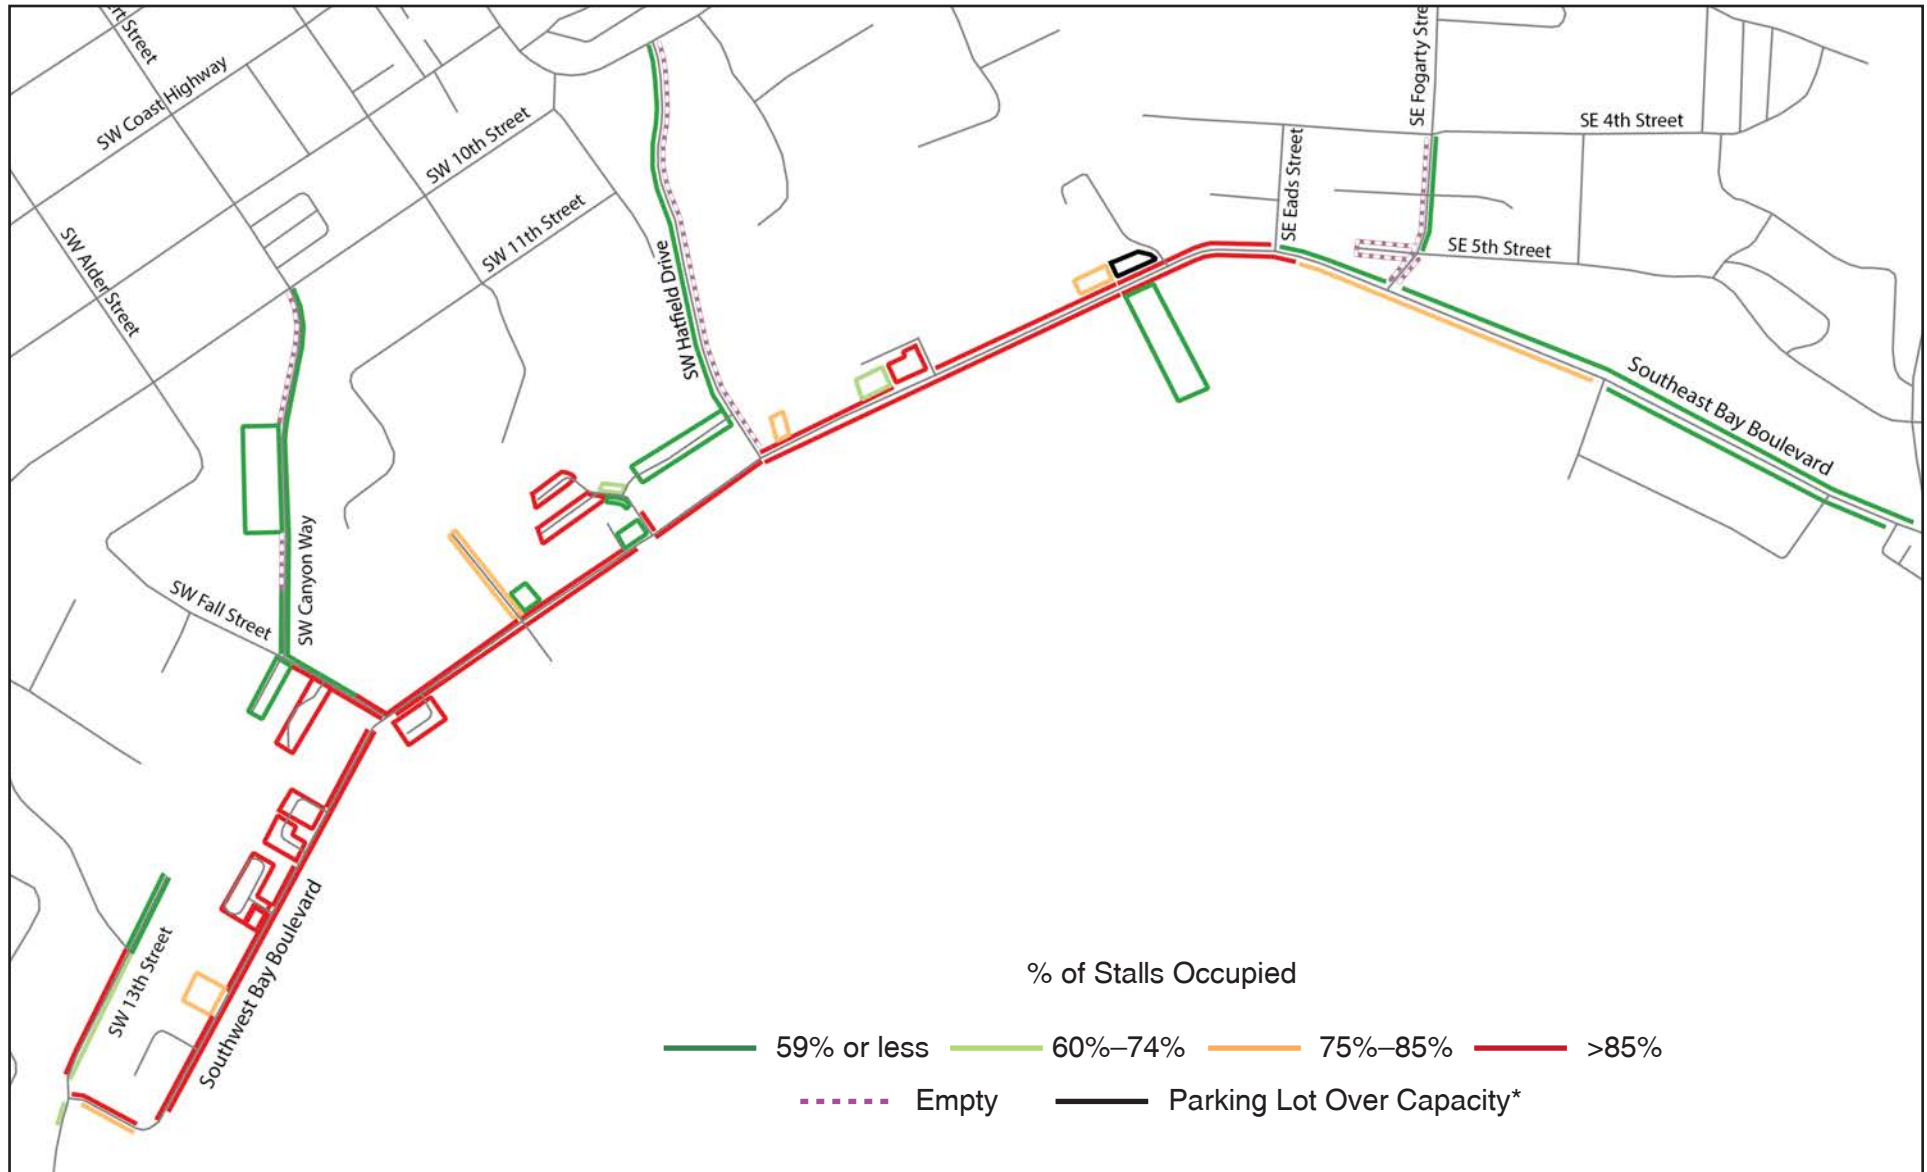 SW Coast Highway
SW 10th Street
SW 11th Street
SW Alder Street
SW Hatfield Drive
SE Eads Street
SE 4th Street
SE 5th Street
Southeast Bay Boulevard
SW Canyon Way
SW Fall Street
SW 13th Street
Southwest Bay Boulevard
% of Stalls Occupied
59% or less 60%–74% 75%–85% >85%
Empty Parking Lot Over Capacity*
SE Fogarty Stre
rt Street